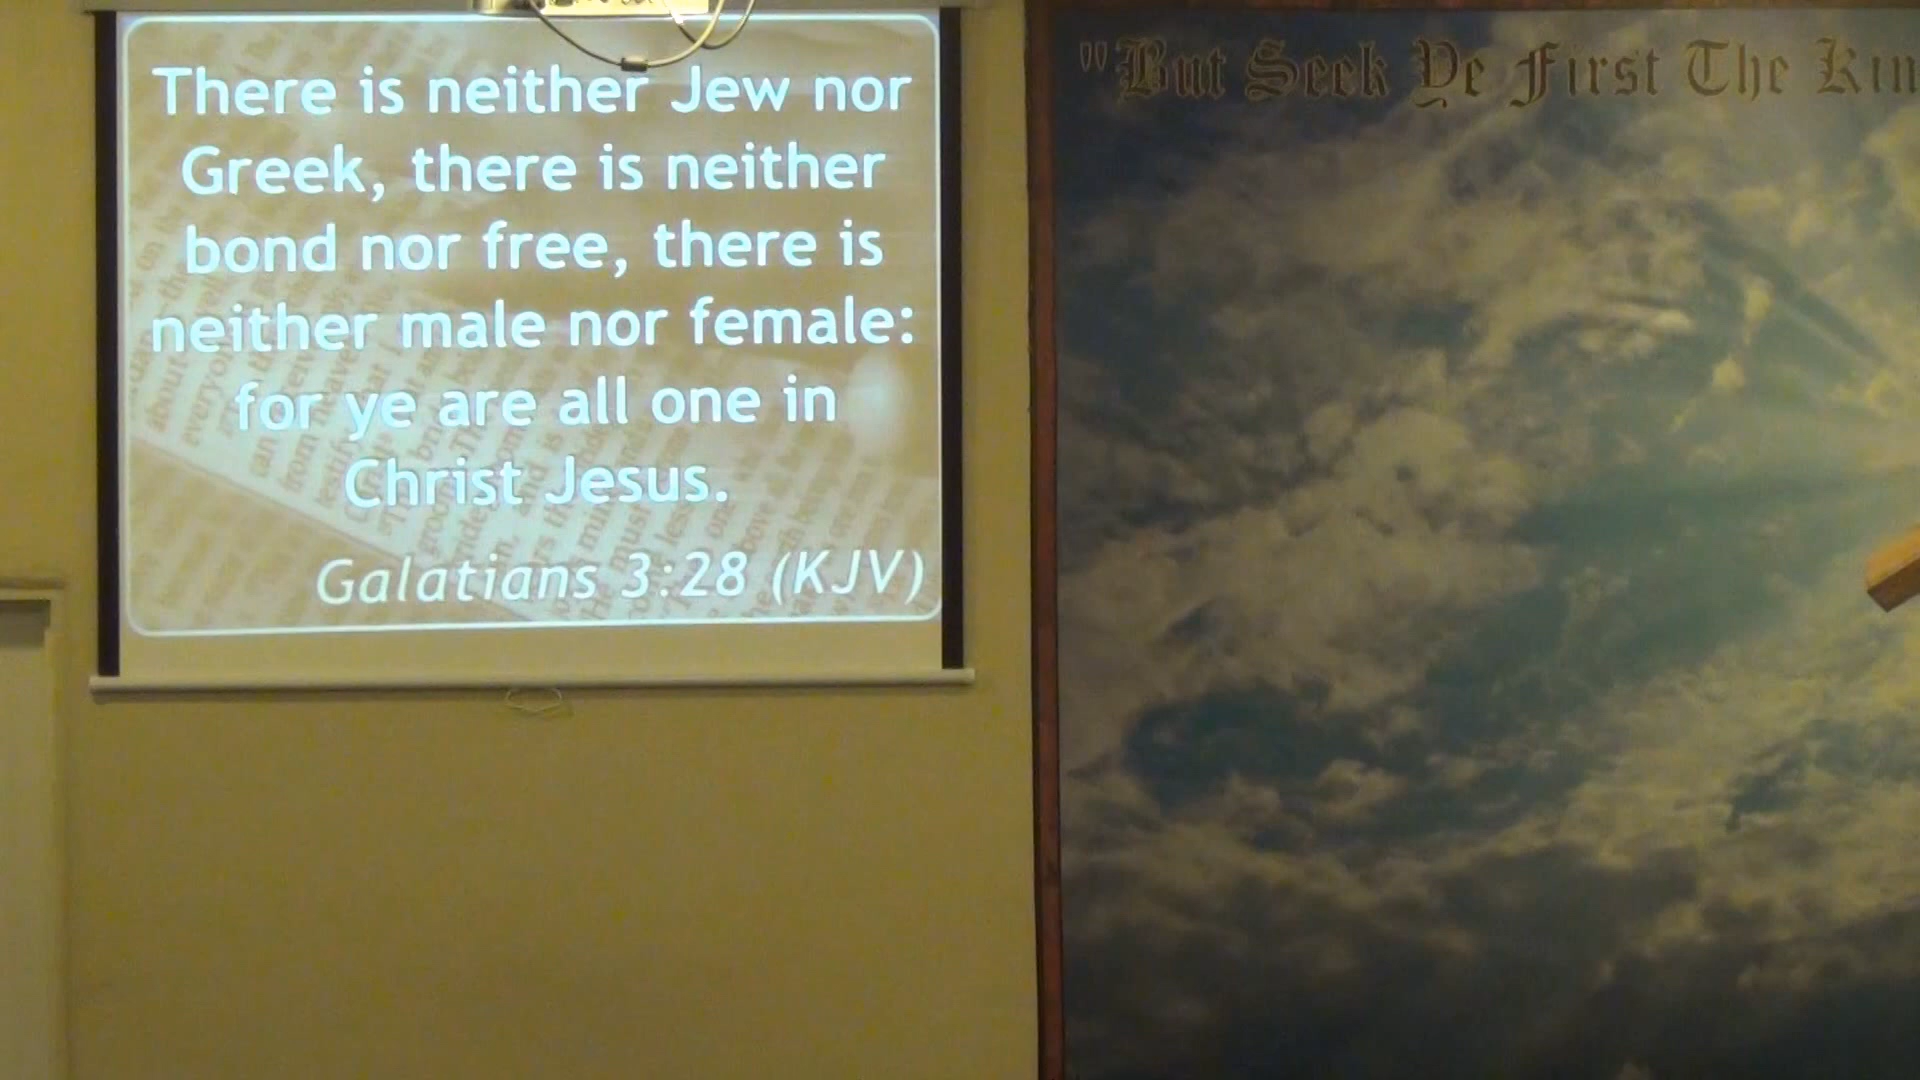 There is neither Jew nor
Greek, there is neither
bond nor free, there is
neither male nor female:
for ye are all one in
Christ Jesus.
Galatians 3:28 (KJV)
"But Seek Ye First The Kin